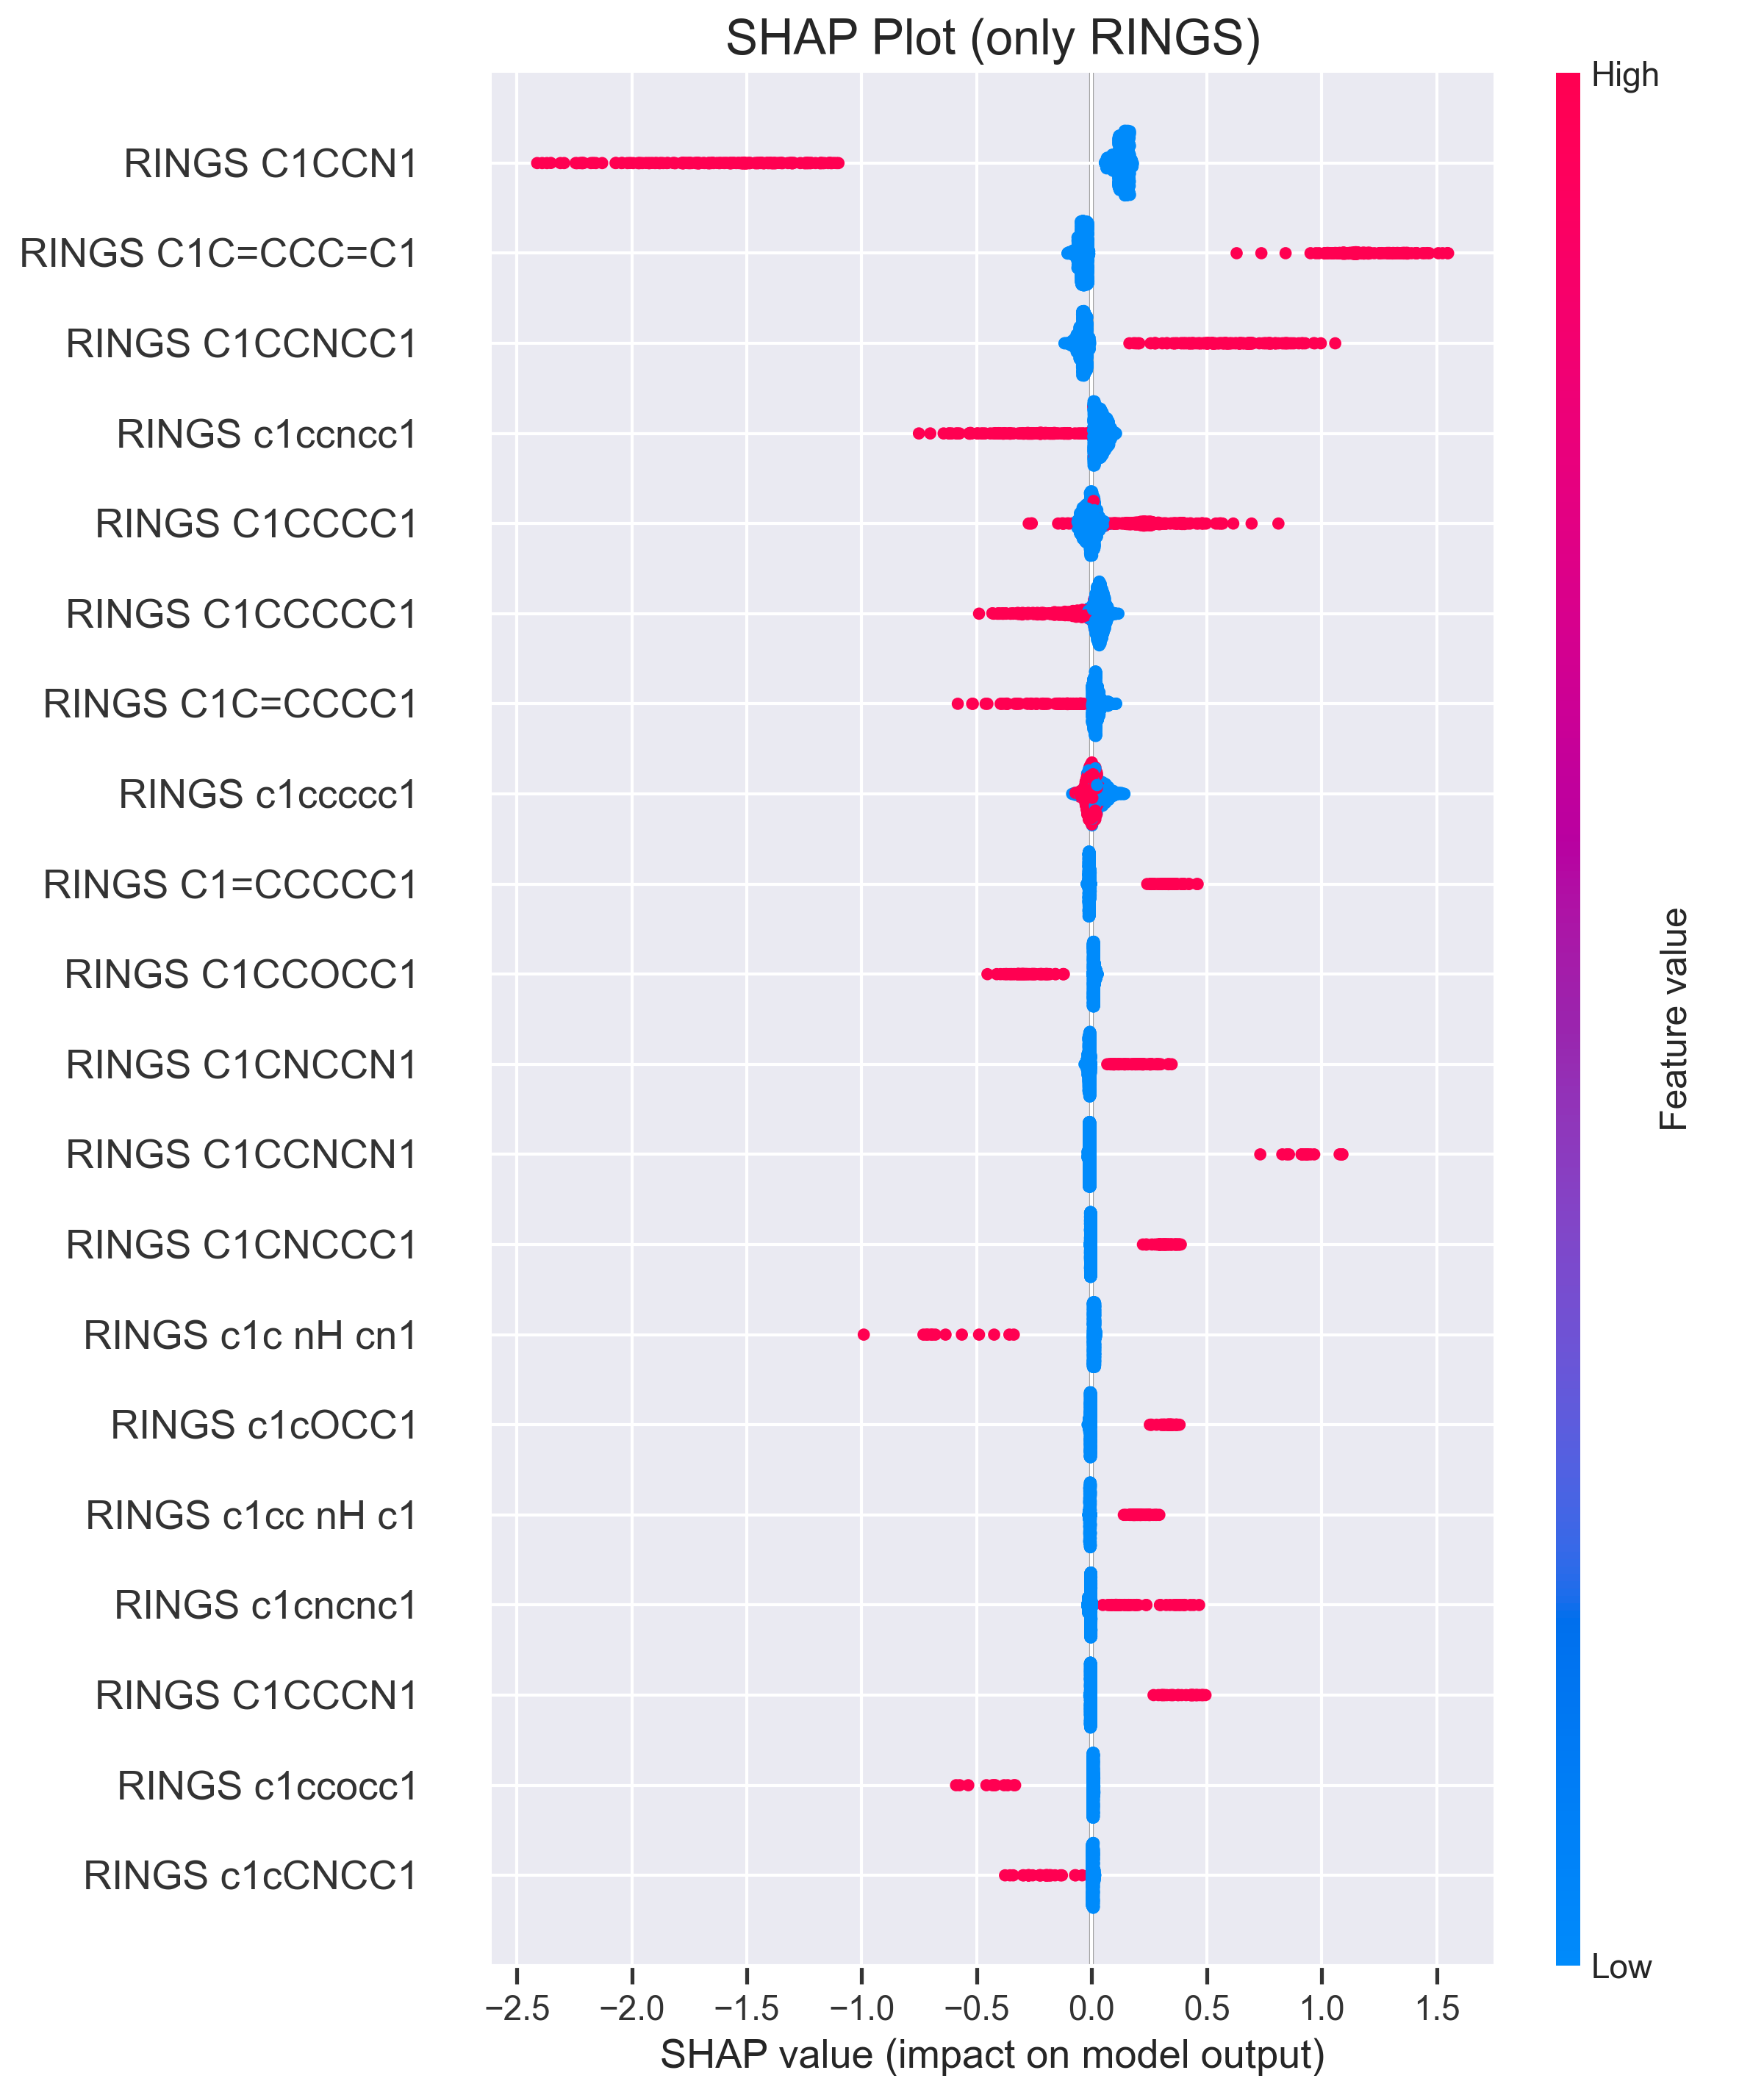 SHAP Plot (only RINGS)
High
RINGS C1CCN1
RINGS C1C=CCC=C1
RINGS C1CCNCC1
RINGS c1ccncc1
RINGS C1CCCC1
RINGS C1CCCCC1
RINGS C1C=CCCC1
RINGS c1ccccc1
RINGS C1=CCCCC1
RINGS C1CCOCC1
RINGS C1CNCCN1
RINGS C1CCNCN1
RINGS C1CNCCC1
RINGS c1c nH cn1
RINGS c1cOCC1
RINGS c1cc nH c1
RINGS c1cncnc1
RINGS C1CCCN1
RINGS c1ccocc1
RINGS c1cCNCC1
Feature value
Low
−2.5 −2.0 −1.5 −1.0 −0.5 0.0 0.5 1.0 1.5
SHAP value (impact on model output)